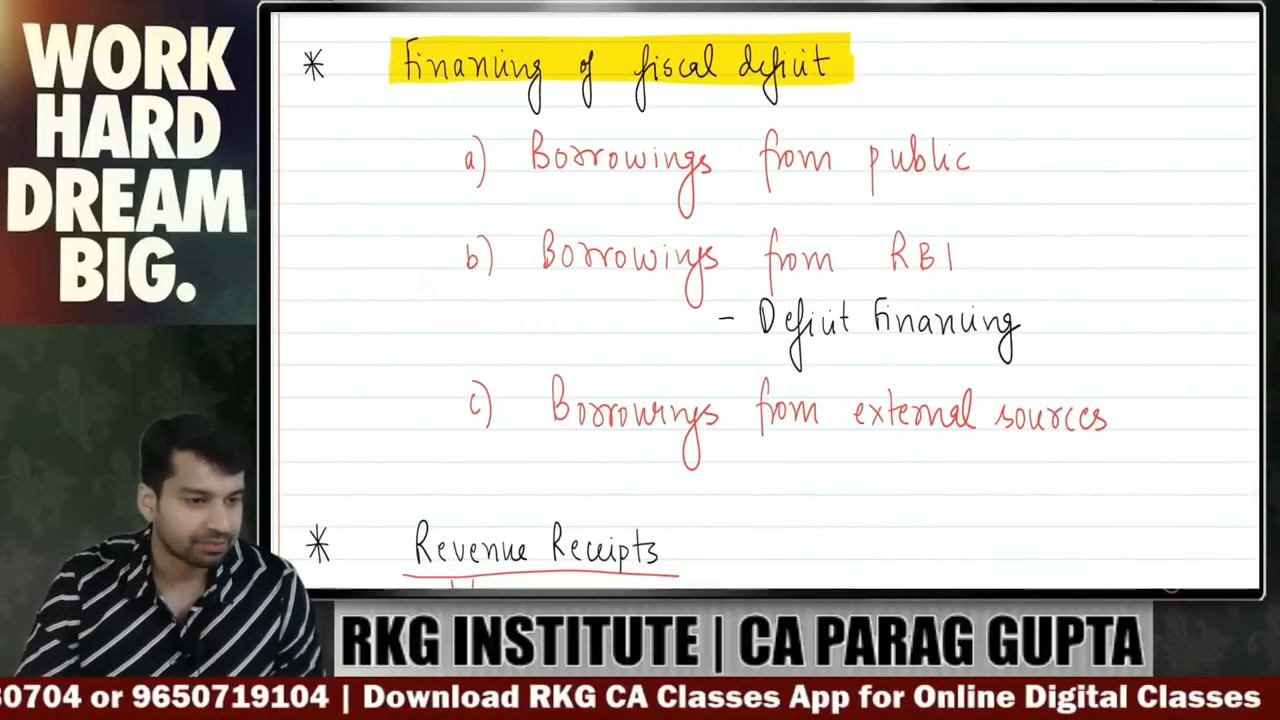 WORK
HARD
DREAM
BIG.
* Financing of fiscal deficit
a) Borrowings from public
b) Borrowings from RBI
- Deficit Financing
c) Borrowings from external sources
* Revenue Receipts
RKG INSTITUTE | CA PARAG GUPTA
30704 or 9650719104 | Download RKG CA Classes App for Online Digital Classes